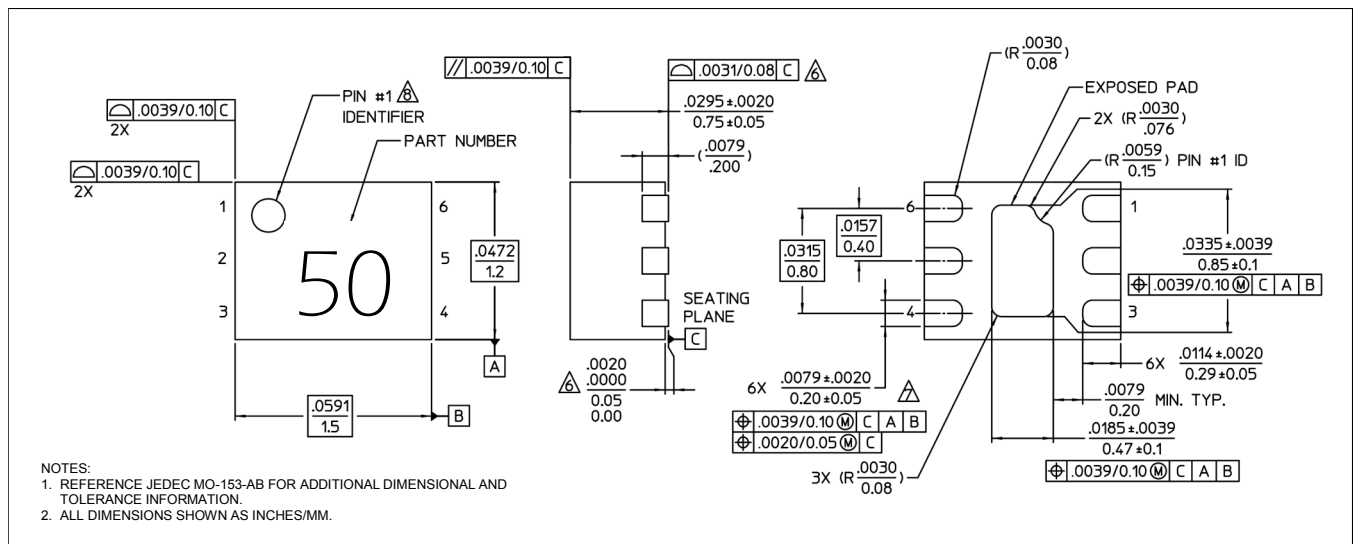 ⌓ .0039/0.10 C
2X
⌓ .0039/0.10 C
2X
PIN #1 8
IDENTIFIER
PART NUMBER
1
2
3
6
5
4
50
.0472
1.2
A
.0591
1.5
B
// .0039/0.10 C
⌓ .0031/0.08 C 6
.0295±.0020
0.75±0.05
(.0079)
.200
SEATING
PLANE
C
6
.0020
.0000
0.05
0.00
(R .0030)
0.08
EXPOSED PAD
2X (R .0030)
.076
(R .0059) PIN #1 ID
0.15
6
4
1
3
.0315
0.80
.0157
0.40
.0335±.0039
0.85±0.1
⌖ .0039/0.10 Ⓜ C A B
6X .0114±.0020
0.29±0.05
.0079 MIN. TYP.
0.20
.0185±.0039
0.47±0.1
⌖ .0039/0.10 Ⓜ C A B
6X .0079±.0020 7
0.20±0.05
⌖ .0039/0.10 Ⓜ C A B
⌖ .0020/0.05 Ⓜ C
3X (R .0030)
0.08
NOTES:
1. REFERENCE JEDEC MO-153-AB FOR ADDITIONAL DIMENSIONAL AND
TOLERANCE INFORMATION.
2. ALL DIMENSIONS SHOWN AS INCHES/MM.